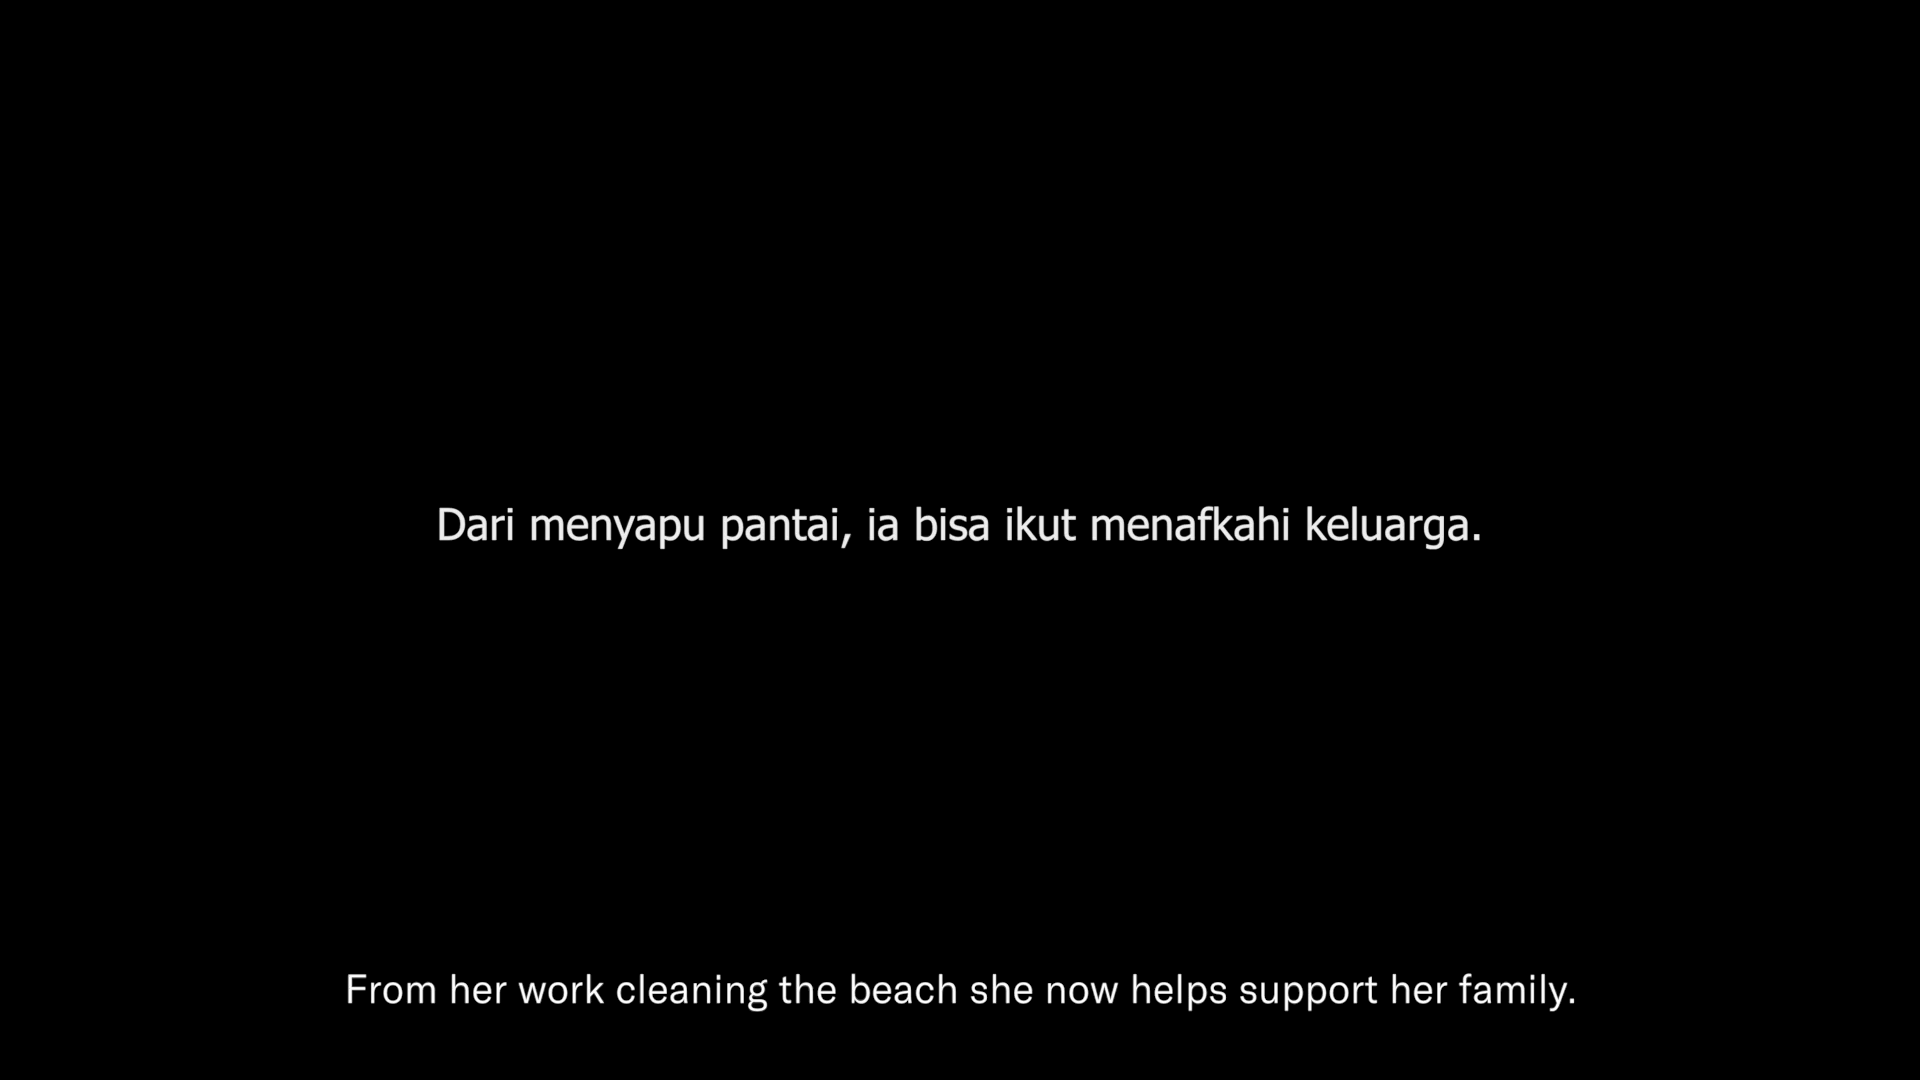 Dari menyapu pantai, ia bisa ikut menafkahi keluarga.
From her work cleaning the beach she now helps support her family.